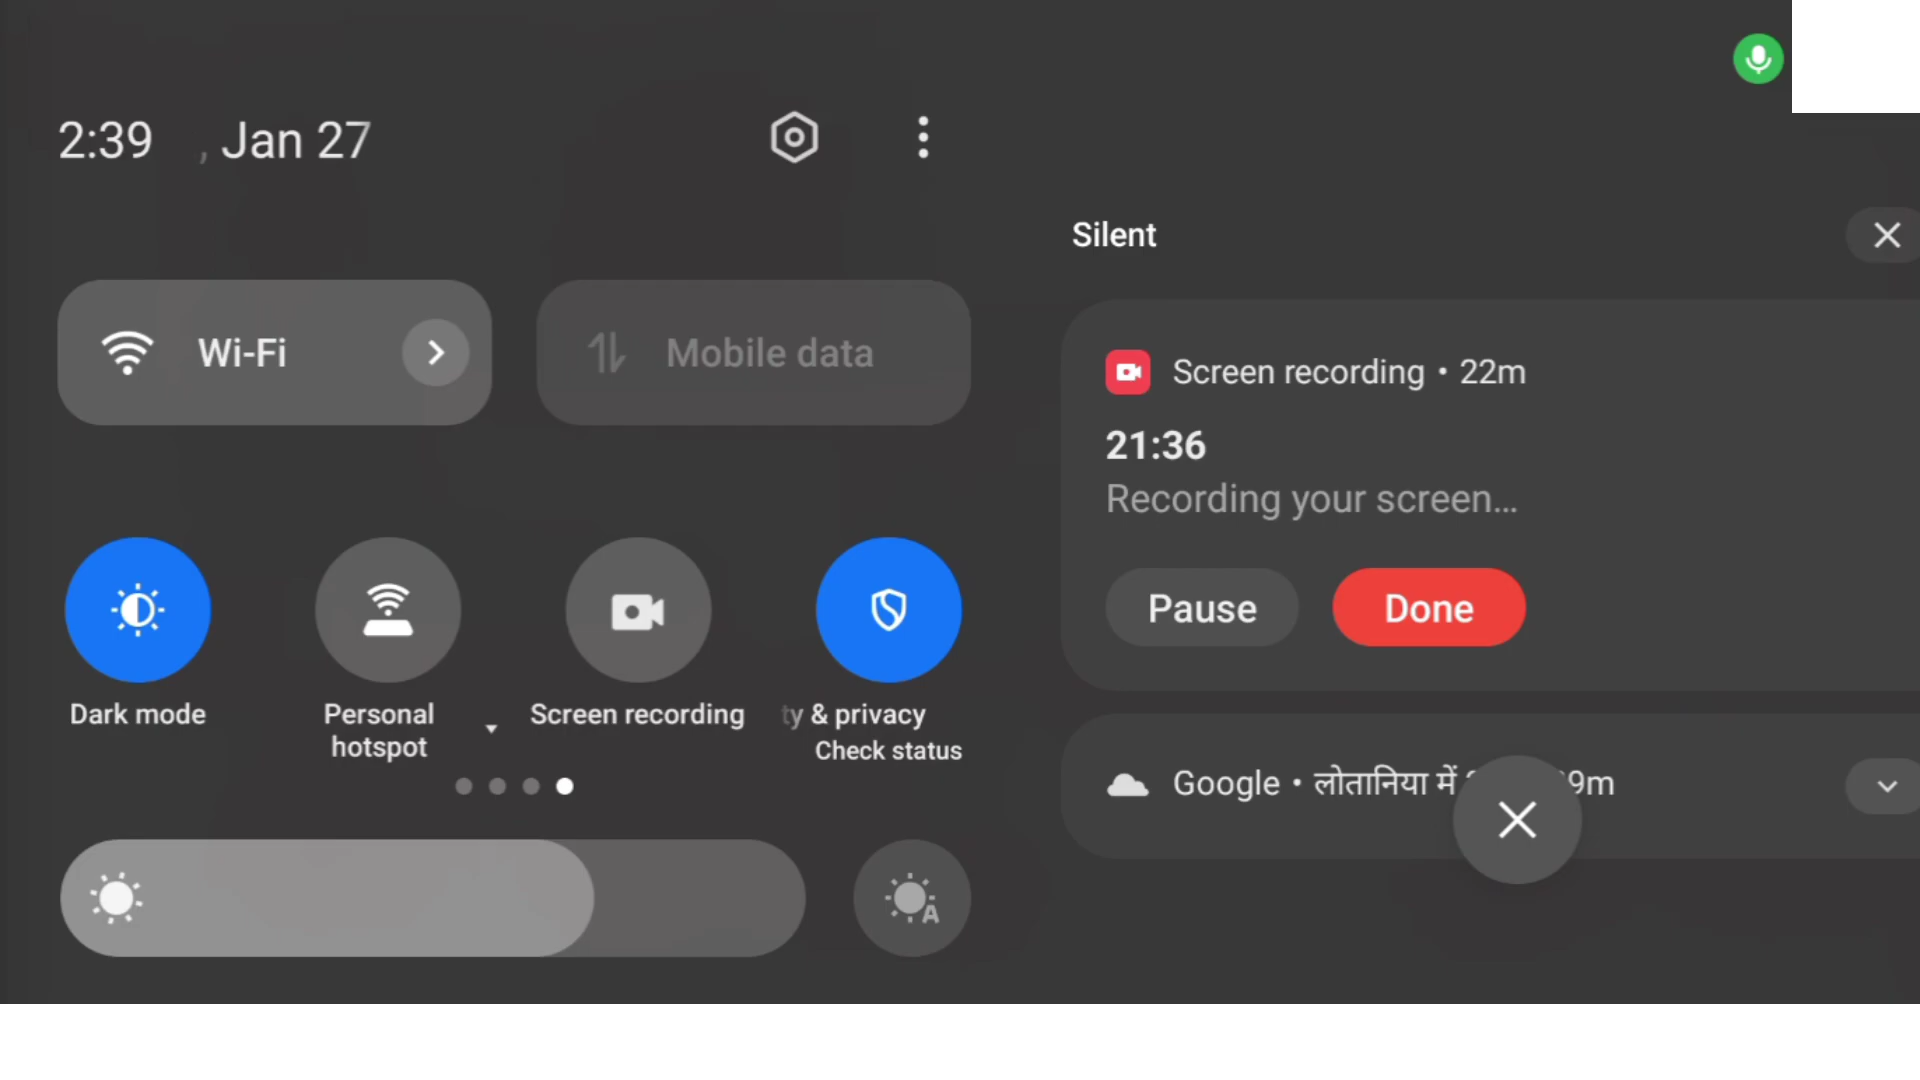 2:39 , Jan 27
Wi-Fi
Mobile data
Dark mode
Personal
hotspot
Screen recording
ty & privacy
Check status
Silent
Screen recording • 22m
21:36
Recording your screen...
Pause
Done
Google • लोतानिया में 9m